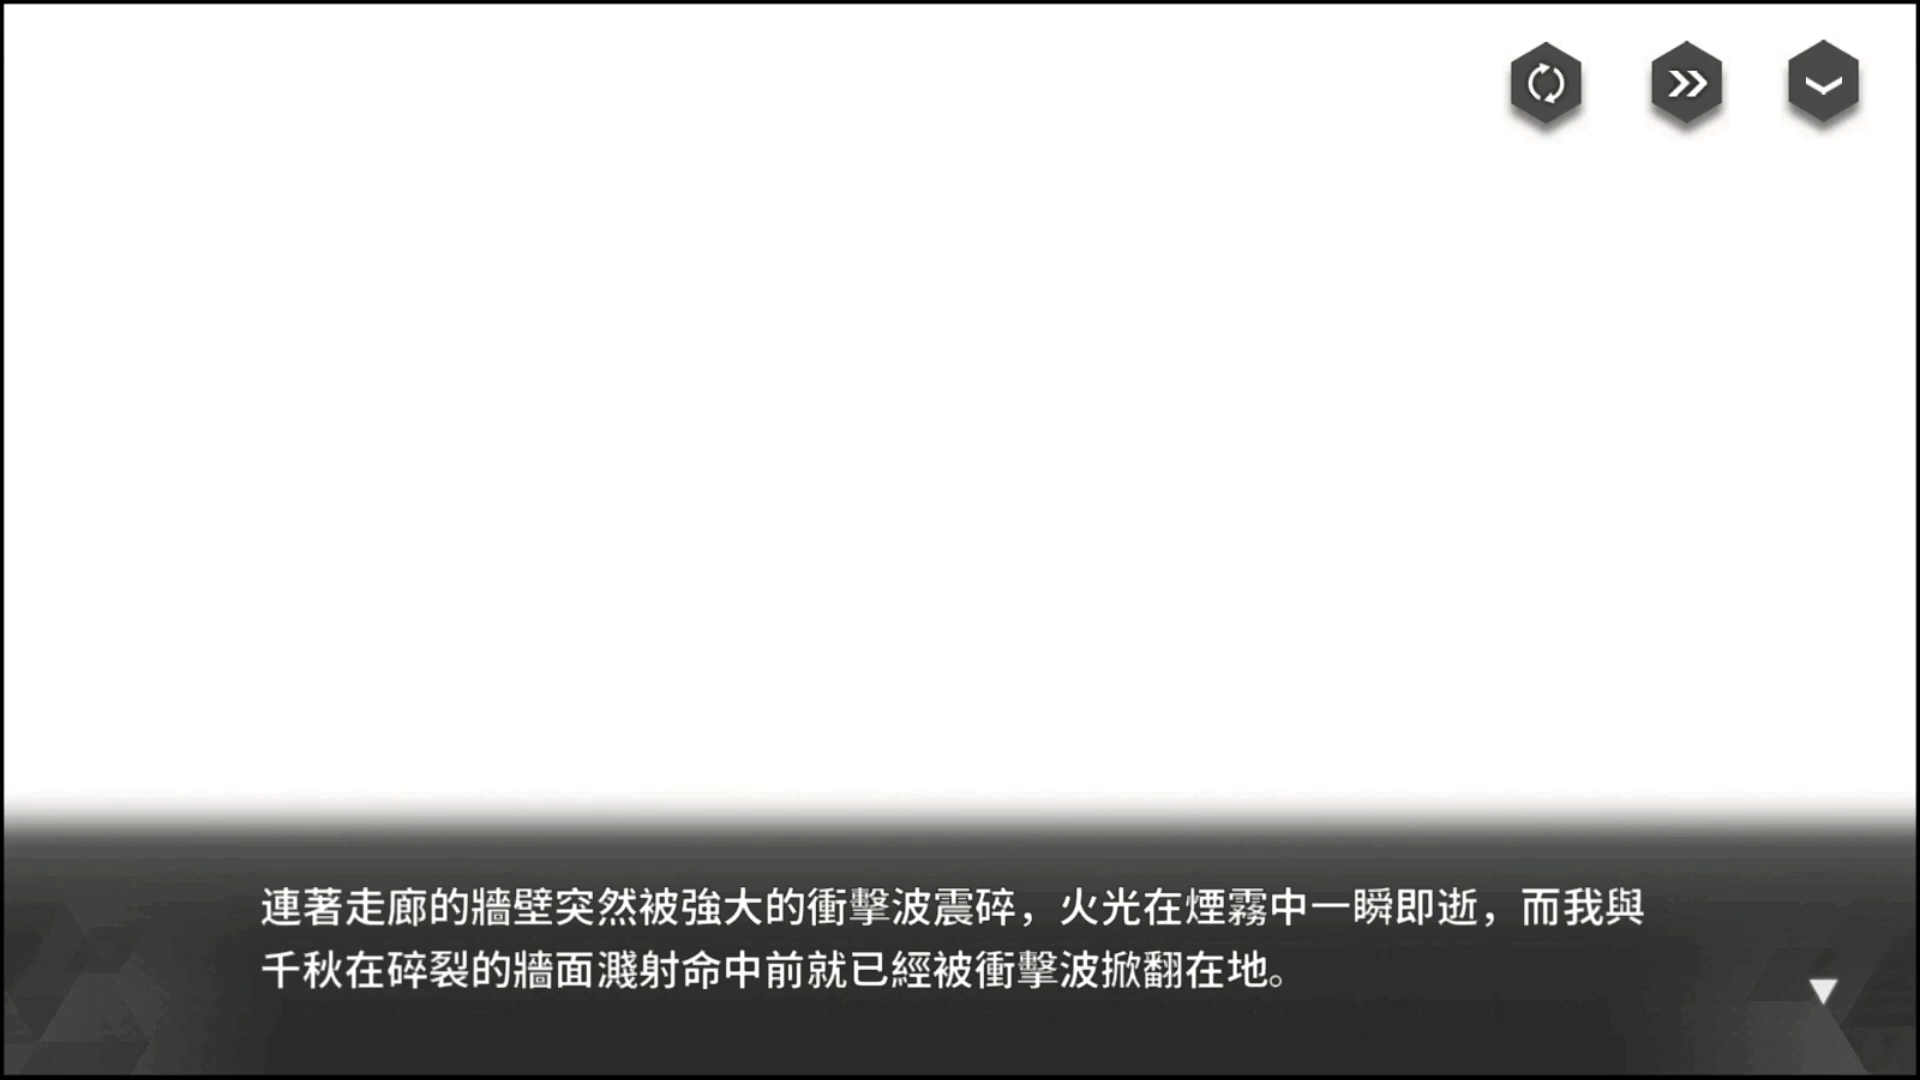 連著走廊的牆壁突然被強大的衝擊波震碎，火光在煙霧中一瞬即逝，而我與
千秋在碎裂的牆面濺射命中前就已經被衝擊波掀翻在地。